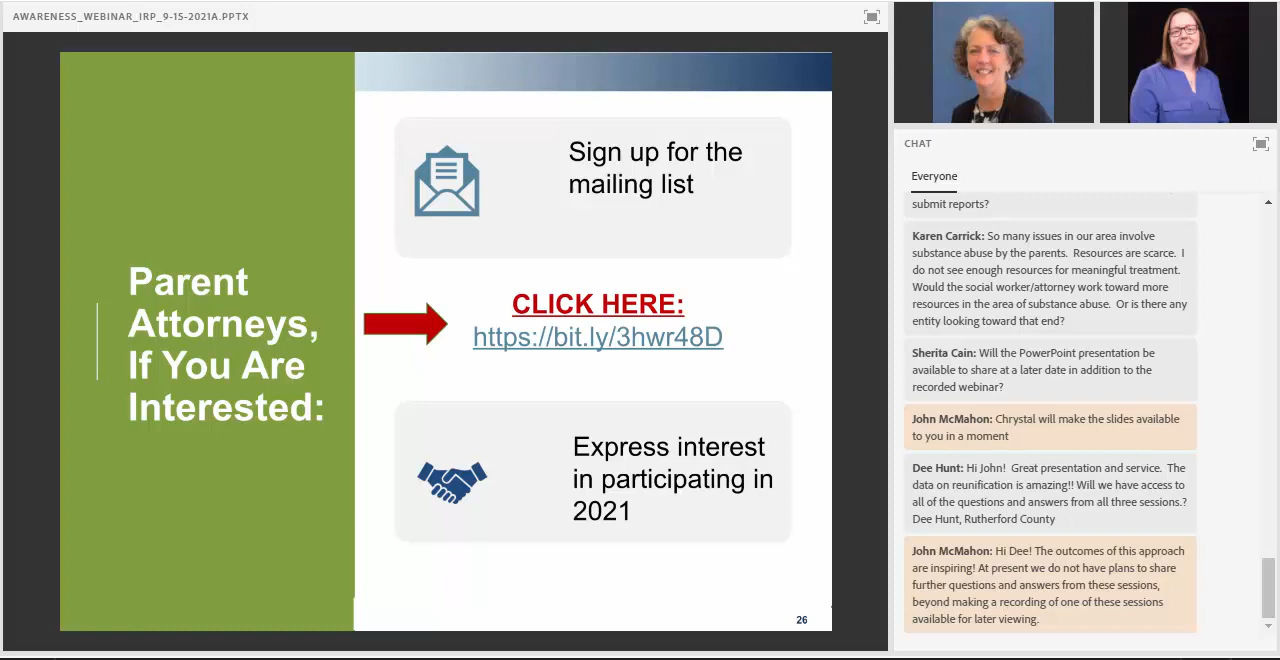 AWARENESS_WEBINAR_IRP_9-15-2021A.PPTX
Parent
Attorneys,
If You Are
Interested:
Sign up for the
mailing list
CLICK HERE:
https://bit.ly/3hwr48D
Express interest
in participating in
2021
26
CHAT
Everyone
submit reports?
Karen Carrick: So many issues in our area involve
substance abuse by the parents. Resources are scarce. I
do not see enough resources for meaningful treatment.
Would the social worker/attorney work toward more
resources in the area of substance abuse. Or is there any
entity looking toward that end?
Sherita Cain: Will the PowerPoint presentation be
available to share at a later date in addition to the
recorded webinar?
John McMahon: Chrystal will make the slides available
to you in a moment
Dee Hunt: Hi John! Great presentation and service. The
data on reunification is amazing!! Will we have access to
all of the questions and answers from all three sessions.?
Dee Hunt, Rutherford County
John McMahon: Hi Dee! The outcomes of this approach
are inspiring! At present we do not have plans to share
further questions and answers from these sessions,
beyond making a recording of one of these sessions
available for later viewing.